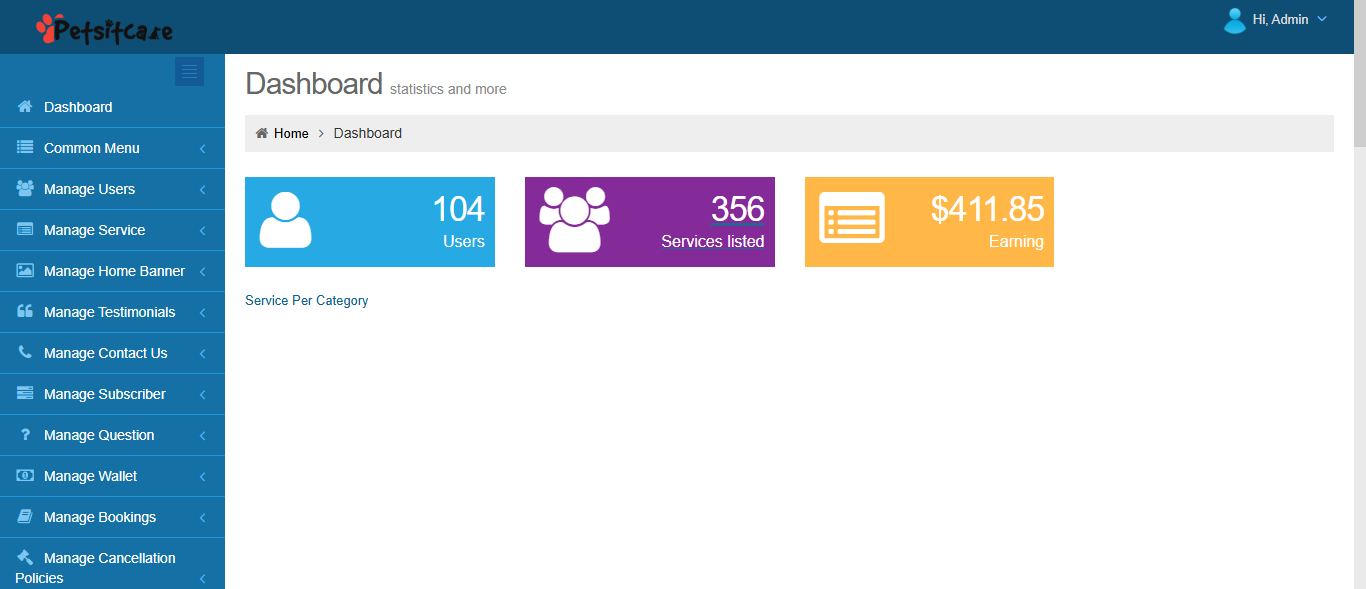 Petsitcare
Hi, Admin
Dashboard
Common Menu
Manage Users
Manage Service
Manage Home Banner
Manage Testimonials
Manage Contact Us
Manage Subscriber
Manage Question
Manage Wallet
Manage Bookings
Manage Cancellation
Policies
Dashboard statistics and more
Home > Dashboard
104
Users
356
Services listed
$411.85
Earning
Service Per Category